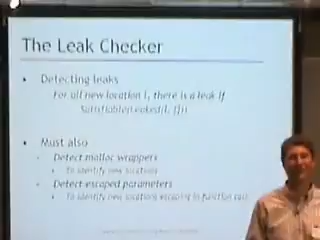 The Leak Checker
Detecting leaks
For all new location l, there is a leak if
Must also
Detect malloc wrappers
To identify new locations
Detect escaped parameters
To identify new locations escaping in function call